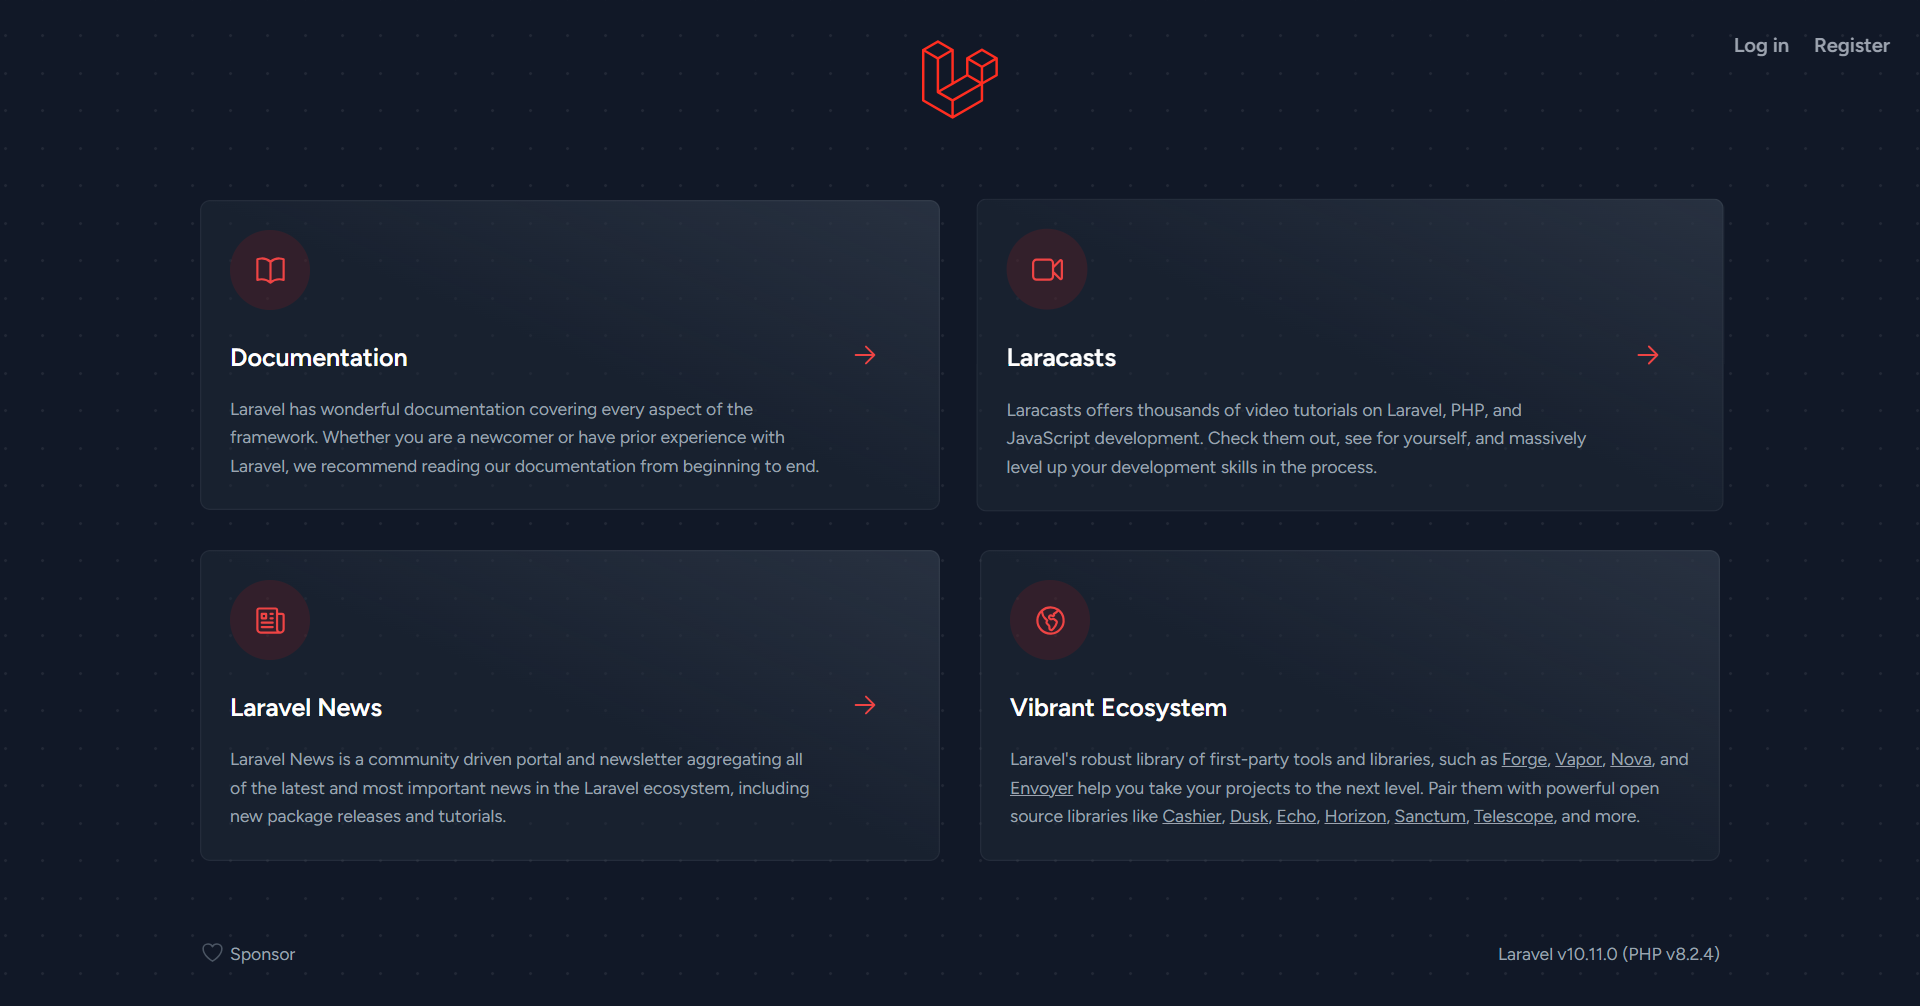 Log in Register
Documentation
Laravel has wonderful documentation covering every aspect of the
framework. Whether you are a newcomer or have prior experience with
Laravel, we recommend reading our documentation from beginning to end.
Laracasts
Laracasts offers thousands of video tutorials on Laravel, PHP, and
JavaScript development. Check them out, see for yourself, and massively
level up your development skills in the process.
Laravel News
Laravel News is a community driven portal and newsletter aggregating all
of the latest and most important news in the Laravel ecosystem, including
new package releases and tutorials.
Vibrant Ecosystem
Laravel's robust library of first-party tools and libraries, such as Forge, Vapor, Nova, and
Envoyer help you take your projects to the next level. Pair them with powerful open
source libraries like Cashier, Dusk, Echo, Horizon, Sanctum, Telescope, and more.
Sponsor
Laravel v10.11.0 (PHP v8.2.4)